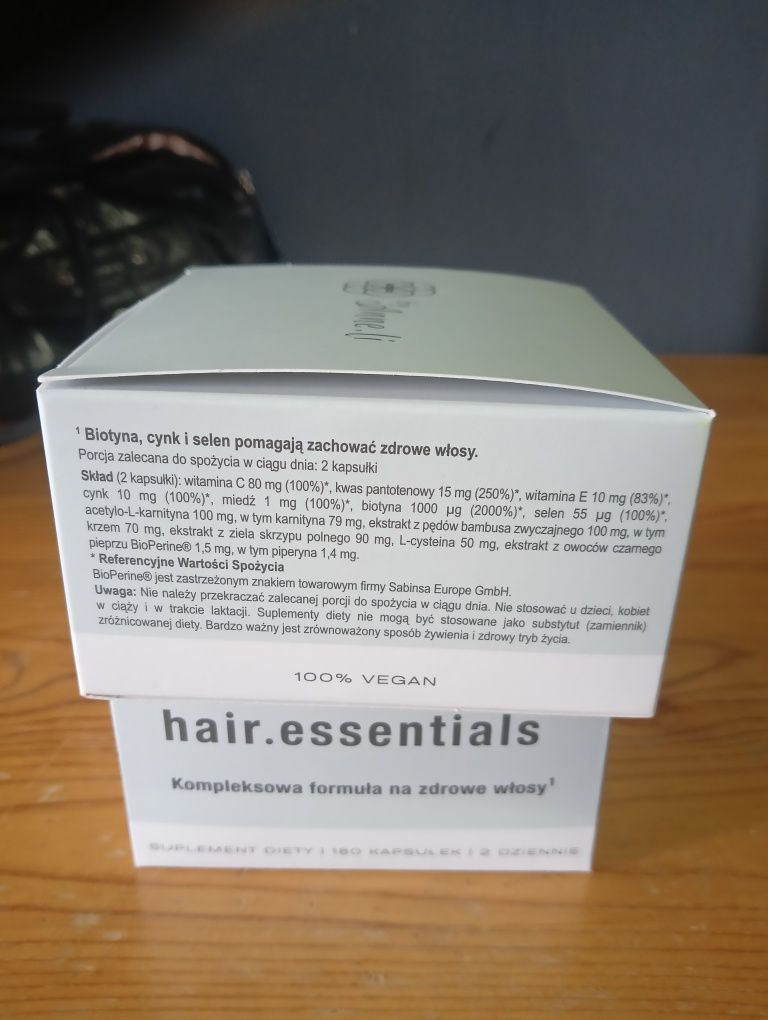 Anne.li
¹ Biotyna, cynk i selen pomagają zachować zdrowe włosy.
Porcja zalecana do spożycia w ciągu dnia: 2 kapsułki
Skład (2 kapsułki): witamina C 80 mg (100%)*, kwas pantotenowy 15 mg (250%)*, witamina E 10 mg (83%)*,
cynk 10 mg (100%)*, miedź 1 mg (100%)*, biotyna 1000 µg (2000%)*, selen 55 µg (100%)*,
acetylo-L-karnityna 100 mg, w tym karnityna 79 mg, ekstrakt z pędów bambusa zwyczajnego 100 mg, w tym
krzem 70 mg, ekstrakt z ziela skrzypu polnego 90 mg, L-cysteina 50 mg, ekstrakt z owoców czarnego
pieprzu BioPerine® 1,5 mg, w tym piperyna 1,4 mg.
* Referencyjne Wartości Spożycia
BioPerine® jest zastrzeżonym znakiem towarowym firmy Sabinsa Europe GmbH.
Uwaga: Nie należy przekraczać zalecanej porcji do spożycia w ciągu dnia. Nie stosować u dzieci, kobiet
w ciąży i w trakcie laktacji. Suplementy diety nie mogą być stosowane jako substytut (zamiennik)
zróżnicowanej diety. Bardzo ważny jest zrównoważony sposób żywienia i zdrowy tryb życia.
100% VEGAN
hair.essentials
Kompleksowa formuła na zdrowe włosy¹
SUPLEMENT DIETY | 180 KAPSUŁEK | 2 DZIENNIE